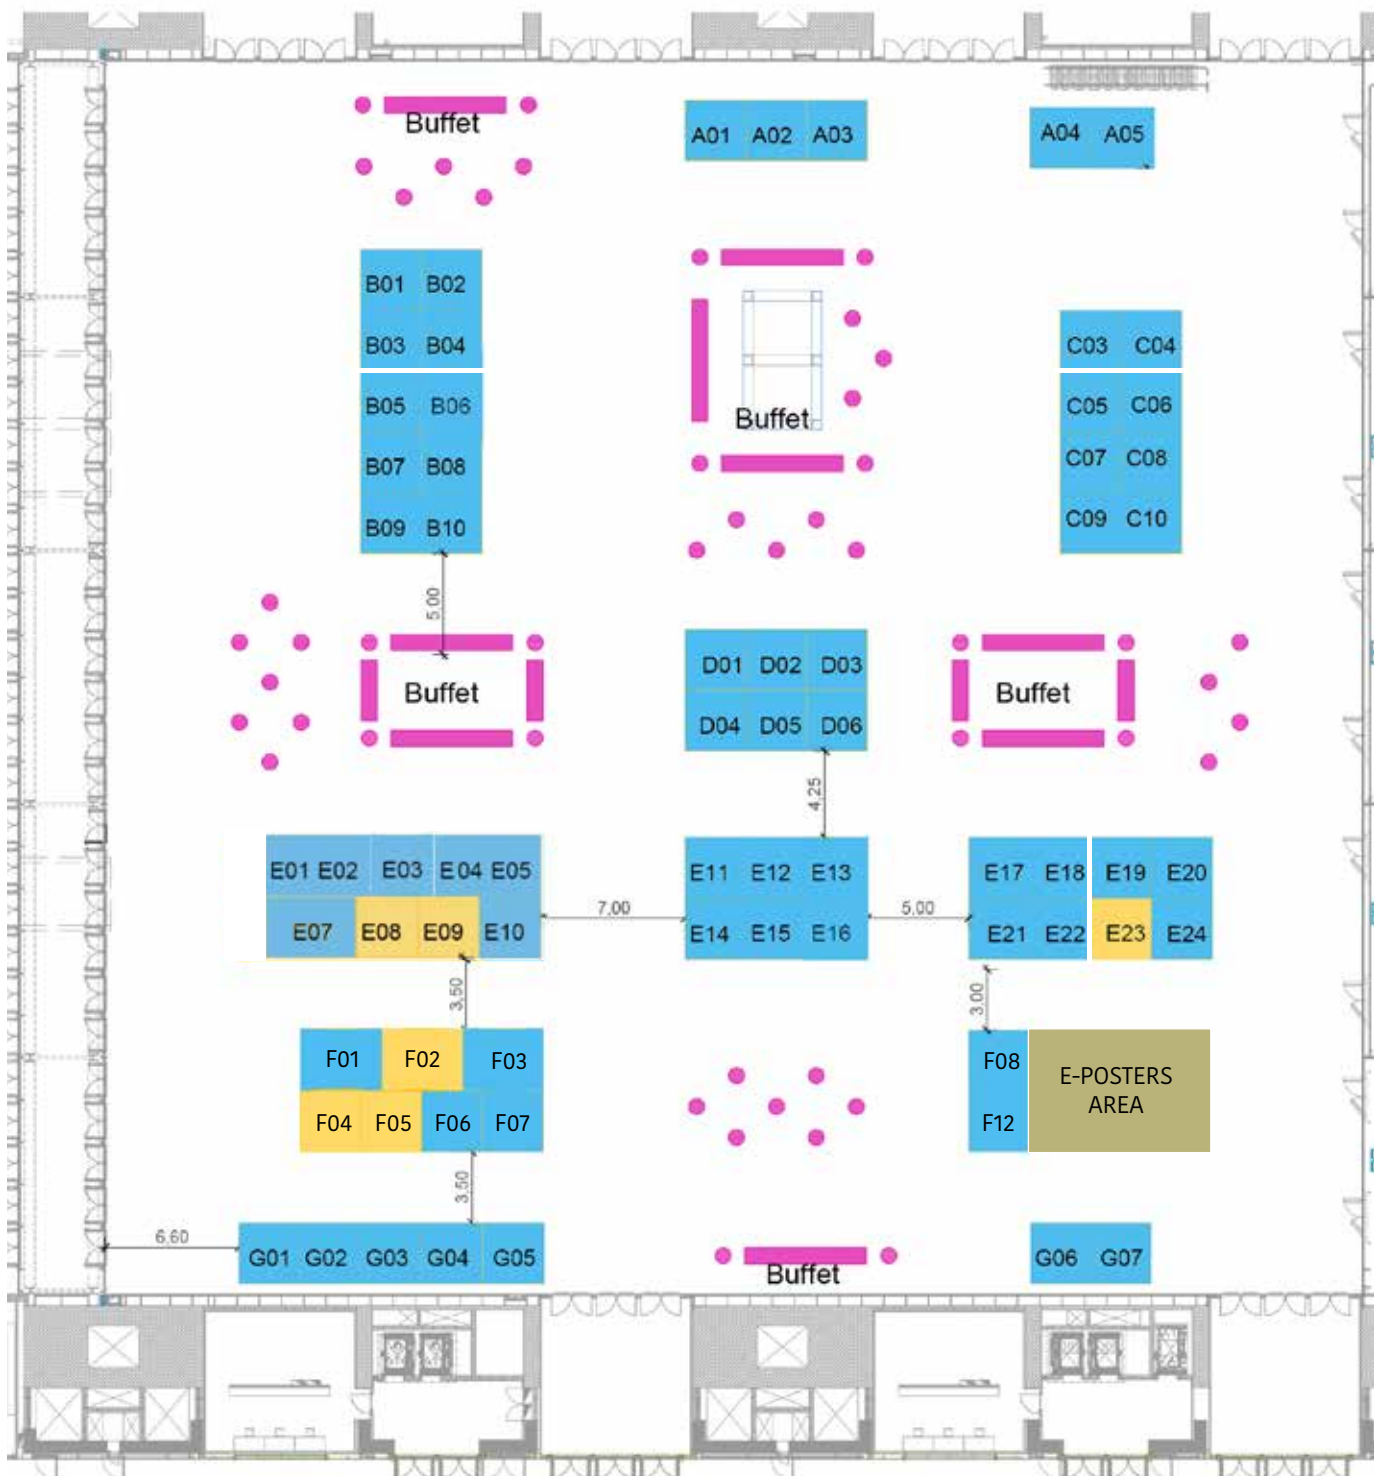 Buffet
A01 A02 A03
A04 A05
B01 B02
B03 B04
B05 B06
B07 B08
B09 B10
Buffet
C03 C04
C05 C06
C07 C08
C09 C10
5.00
Buffet
D01 D02 D03
D04 D05 D06
Buffet
4,25
E01 E02 E03 E04 E05
E07 E08 E09 E10
7,00
E11 E12 E13
E14 E15 E16
5,00
E17 E18 E19 E20
E21 E22 E23 E24
3,50
3,00
F01 F02 F03
F04 F05 F06 F07
F08
F12
E-POSTERS
AREA
3,50
6,60
G01 G02 G03 G04 G05
Buffet
G06 G07